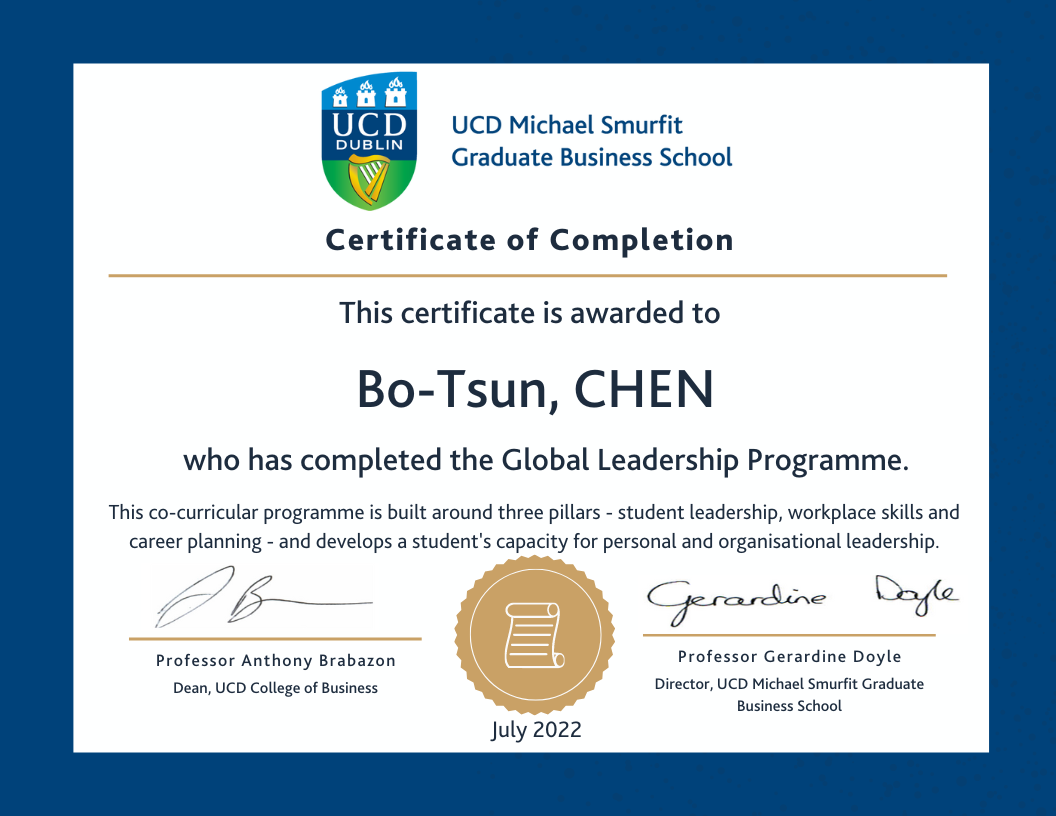 UCD
DUBLIN
UCD Michael Smurfit
Graduate Business School
Certificate of Completion
This certificate is awarded to
Bo-Tsun, CHEN
who has completed the Global Leadership Programme.
This co-curricular programme is built around three pillars - student leadership, workplace skills and
career planning - and develops a student's capacity for personal and organisational leadership.
Gerardine Doyle
Professor Anthony Brabazon
Dean, UCD College of Business
Professor Gerardine Doyle
Director, UCD Michael Smurfit Graduate
Business School
July 2022